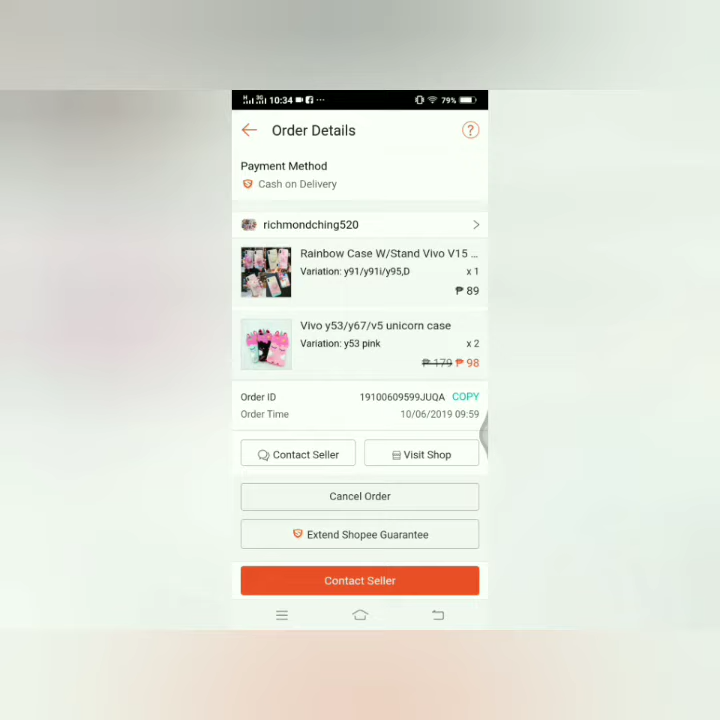 10:34 ... 79%
Order Details ?
Payment Method
Cash on Delivery
richmondching520
Rainbow Case W/Stand Vivo V15 ...
Variation: y91/y91i/y95,D x 1
₱ 89
Vivo y53/y67/v5 unicorn case
Variation: y53 pink x 2
₱ 179 ₱ 98
Order ID 19100609599JUQA COPY
Order Time 10/06/2019 09:59
Contact Seller Visit Shop
Cancel Order
Extend Shopee Guarantee
Contact Seller